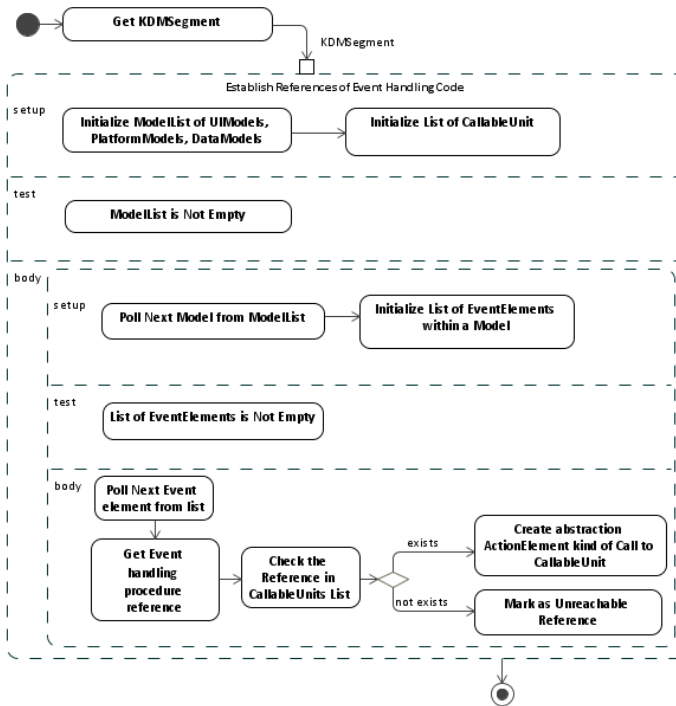 Get KDMSegment
KDMSegment
Establish References of Event Handling Code
setup
Initialize ModelList of UIModels,
PlatformModels, DataModels
Initialize List of CallableUnit
test
ModelList is Not Empty
body
setup
Poll Next Model from ModelList
Initialize List of EventElements
within a Model
test
List of EventElements is Not Empty
body
Poll Next Event
element from list
Get Event
handling
procedure
reference
Check the
Reference in
CallableUnits List
exists
Create abstraction
ActionElement kind of Call to
CallableUnit
not exists
Mark as Unreachable
Reference